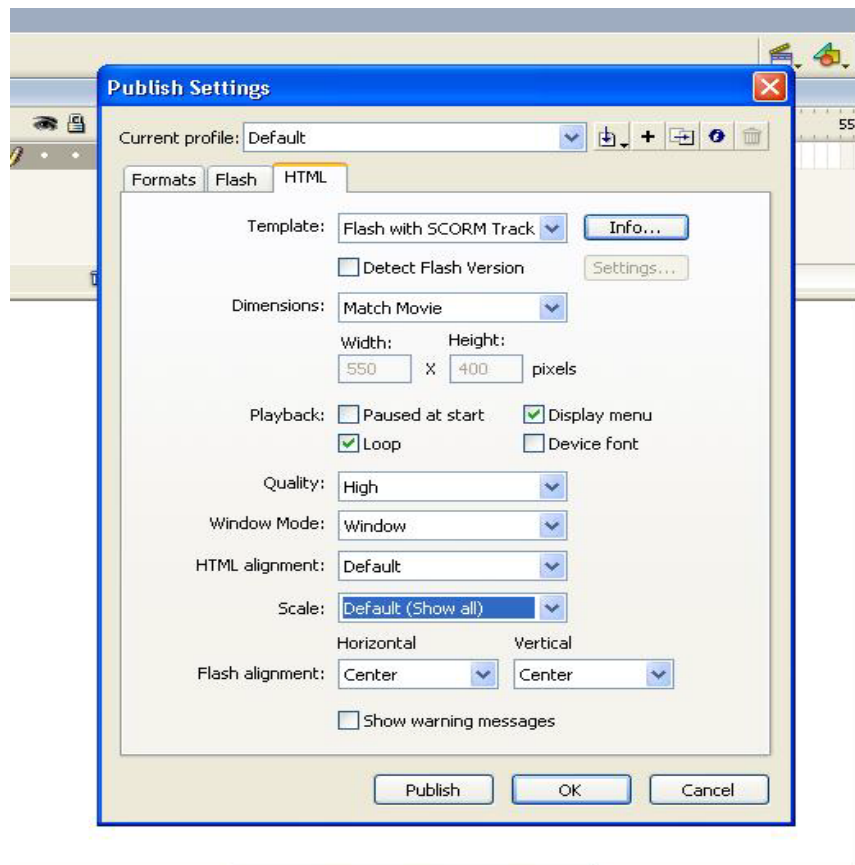 Publish Settings
55
Current profile: Default
Formats Flash HTML
Template: Flash with SCORM Track Info...
Detect Flash Version Settings...
Dimensions: Match Movie
Width: Height:
550 X 400 pixels
Playback: Paused at start Display menu
Loop Device font
Quality: High
Window Mode: Window
HTML alignment: Default
Scale: Default (Show all)
Horizontal Vertical
Flash alignment: Center Center
Show warning messages
Publish OK Cancel